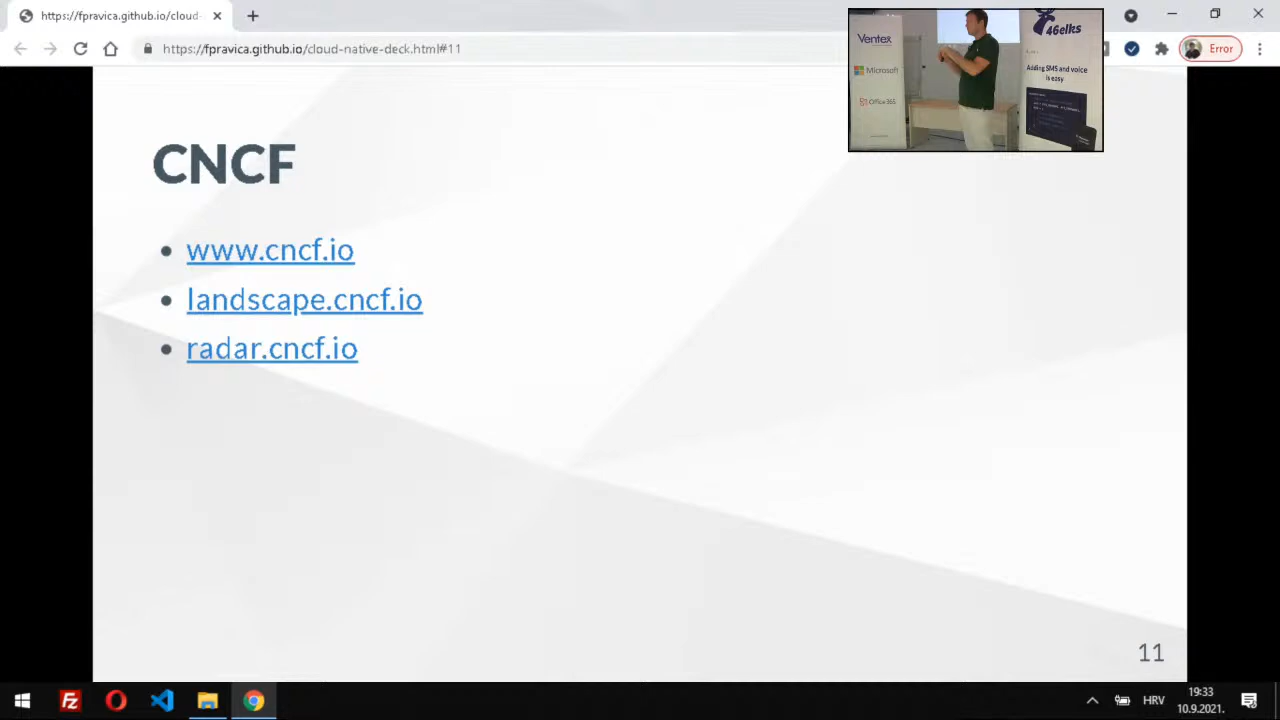 https://fpravica.github.io/cloud-
https://fpravica.github.io/cloud-native-deck.html#11
Error
Ventex
Microsoft
Office 365
46elks
Adding SMS and voice
is easy
CNCF
www.cncf.io
landscape.cncf.io
radar.cncf.io
11
HRV
19:33
10.9.2021.